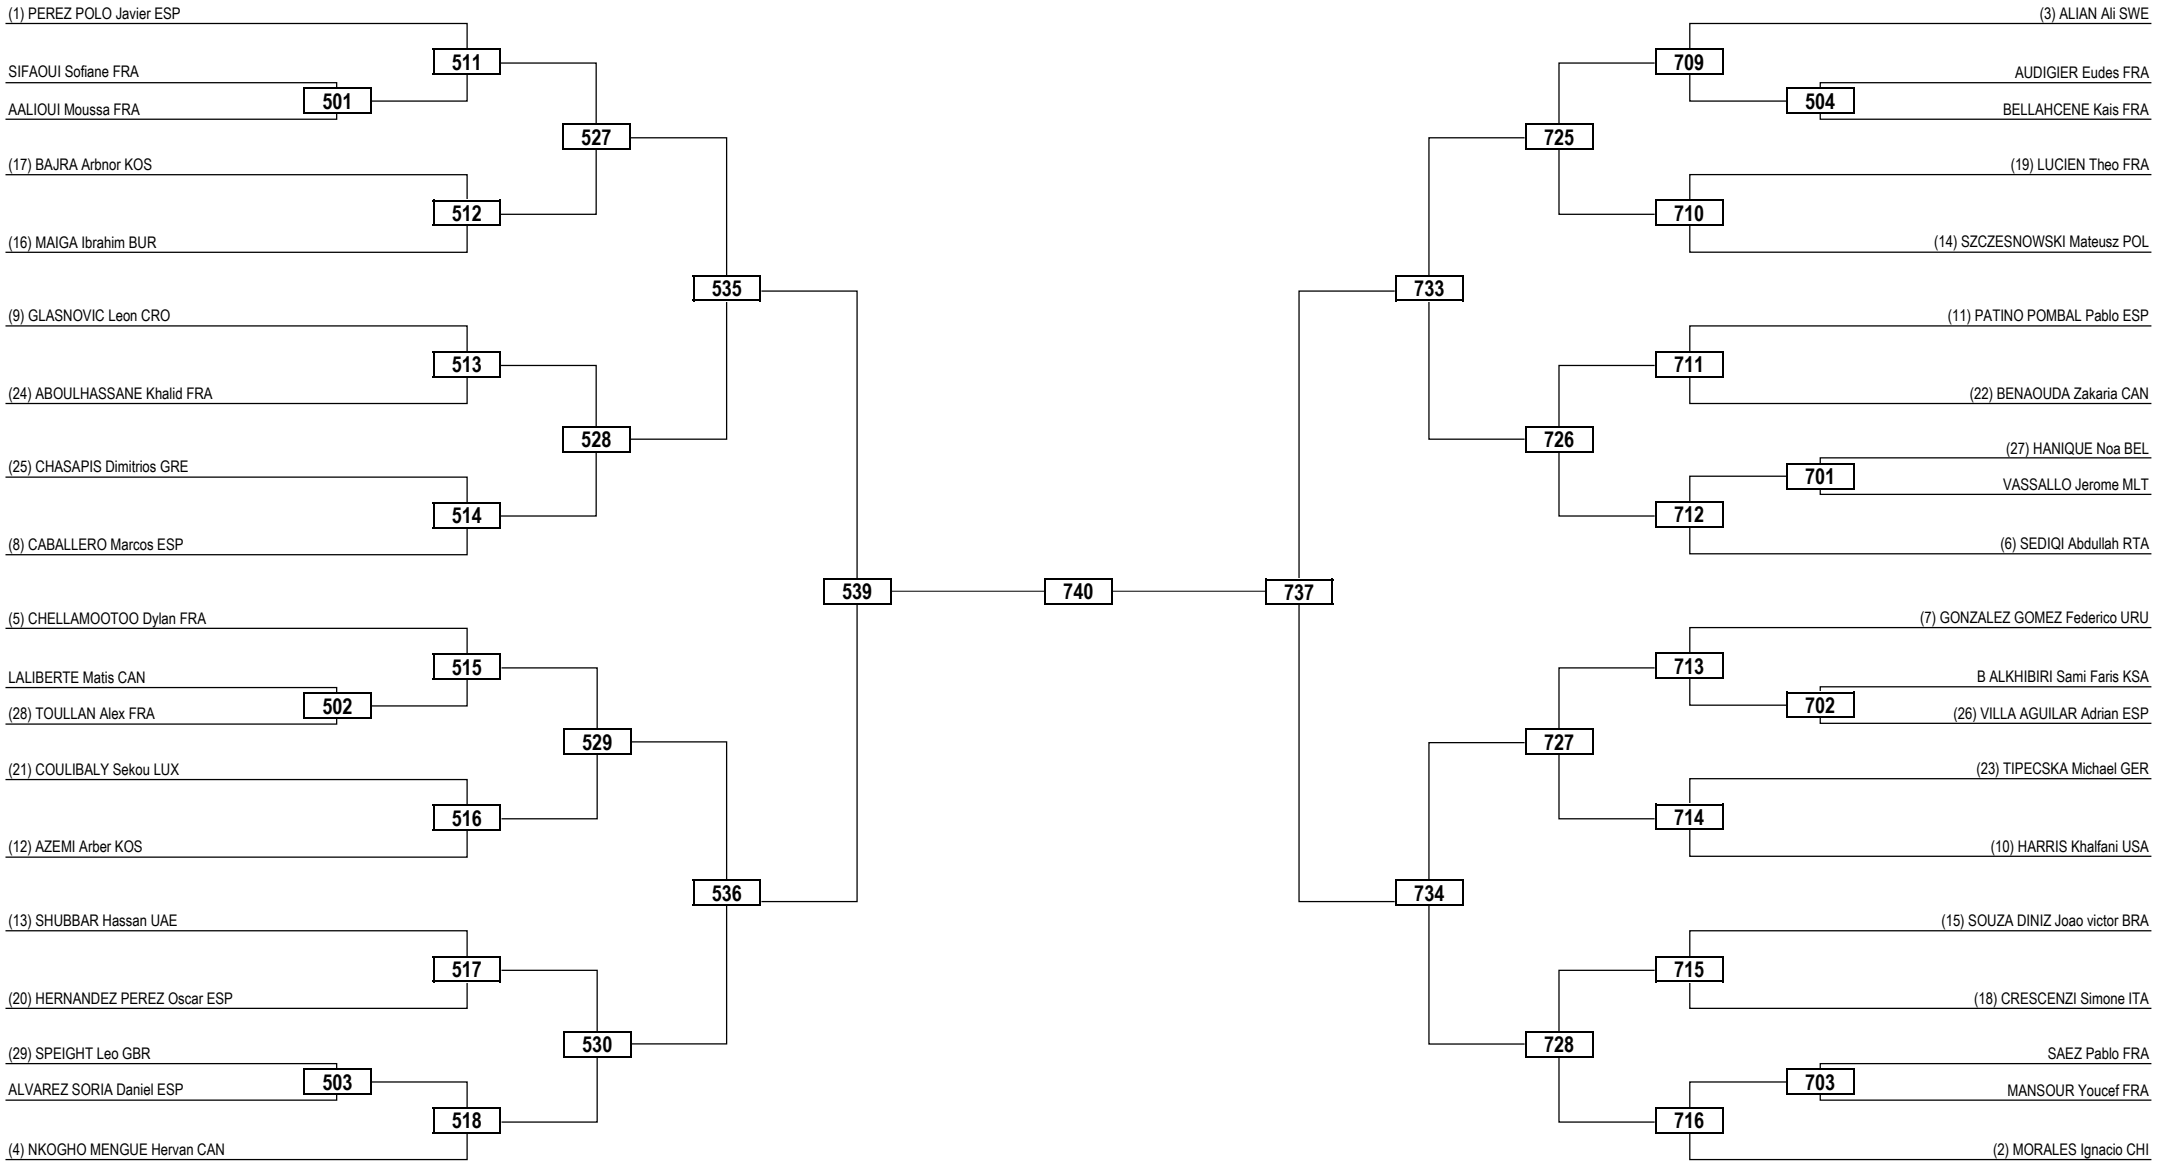 (1) PEREZ POLO Javier ESP
511
SIFAOUI Sofiane FRA
501
AALIOUI Moussa FRA
527
(17) BAJRA Arbnor KOS
512
(16) MAIGA Ibrahim BUR
535
(9) GLASNOVIC Leon CRO
513
(24) ABOULHASSANE Khalid FRA
528
(25) CHASAPIS Dimitrios GRE
514
(8) CABALLERO Marcos ESP
539
(5) CHELLAMOOTOO Dylan FRA
515
LALIBERTE Matis CAN
502
(28) TOULLAN Alex FRA
529
(21) COULIBALY Sekou LUX
516
(12) AZEMI Arber KOS
536
(13) SHUBBAR Hassan UAE
517
(20) HERNANDEZ PEREZ Oscar ESP
530
(29) SPEIGHT Leo GBR
503
ALVAREZ SORIA Daniel ESP
518
(4) NKOGHO MENGUE Hervan CAN
740
737
(3) ALIAN Ali SWE
709
AUDIGIER Eudes FRA
504
BELLAHCENE Kais FRA
725
(19) LUCIEN Theo FRA
710
(14) SZCZESNOWSKI Mateusz POL
733
(11) PATINO POMBAL Pablo ESP
711
(22) BENAOUDA Zakaria CAN
726
(27) HANIQUE Noa BEL
701
VASSALLO Jerome MLT
712
(6) SEDIQI Abdullah RTA
(7) GONZALEZ GOMEZ Federico URU
713
B ALKHIBIRI Sami Faris KSA
702
(26) VILLA AGUILAR Adrian ESP
727
(23) TIPECSKA Michael GER
714
(10) HARRIS Khalfani USA
734
(15) SOUZA DINIZ Joao victor BRA
715
(18) CRESCENZI Simone ITA
728
SAEZ Pablo FRA
703
MANSOUR Youcef FRA
716
(2) MORALES Ignacio CHI